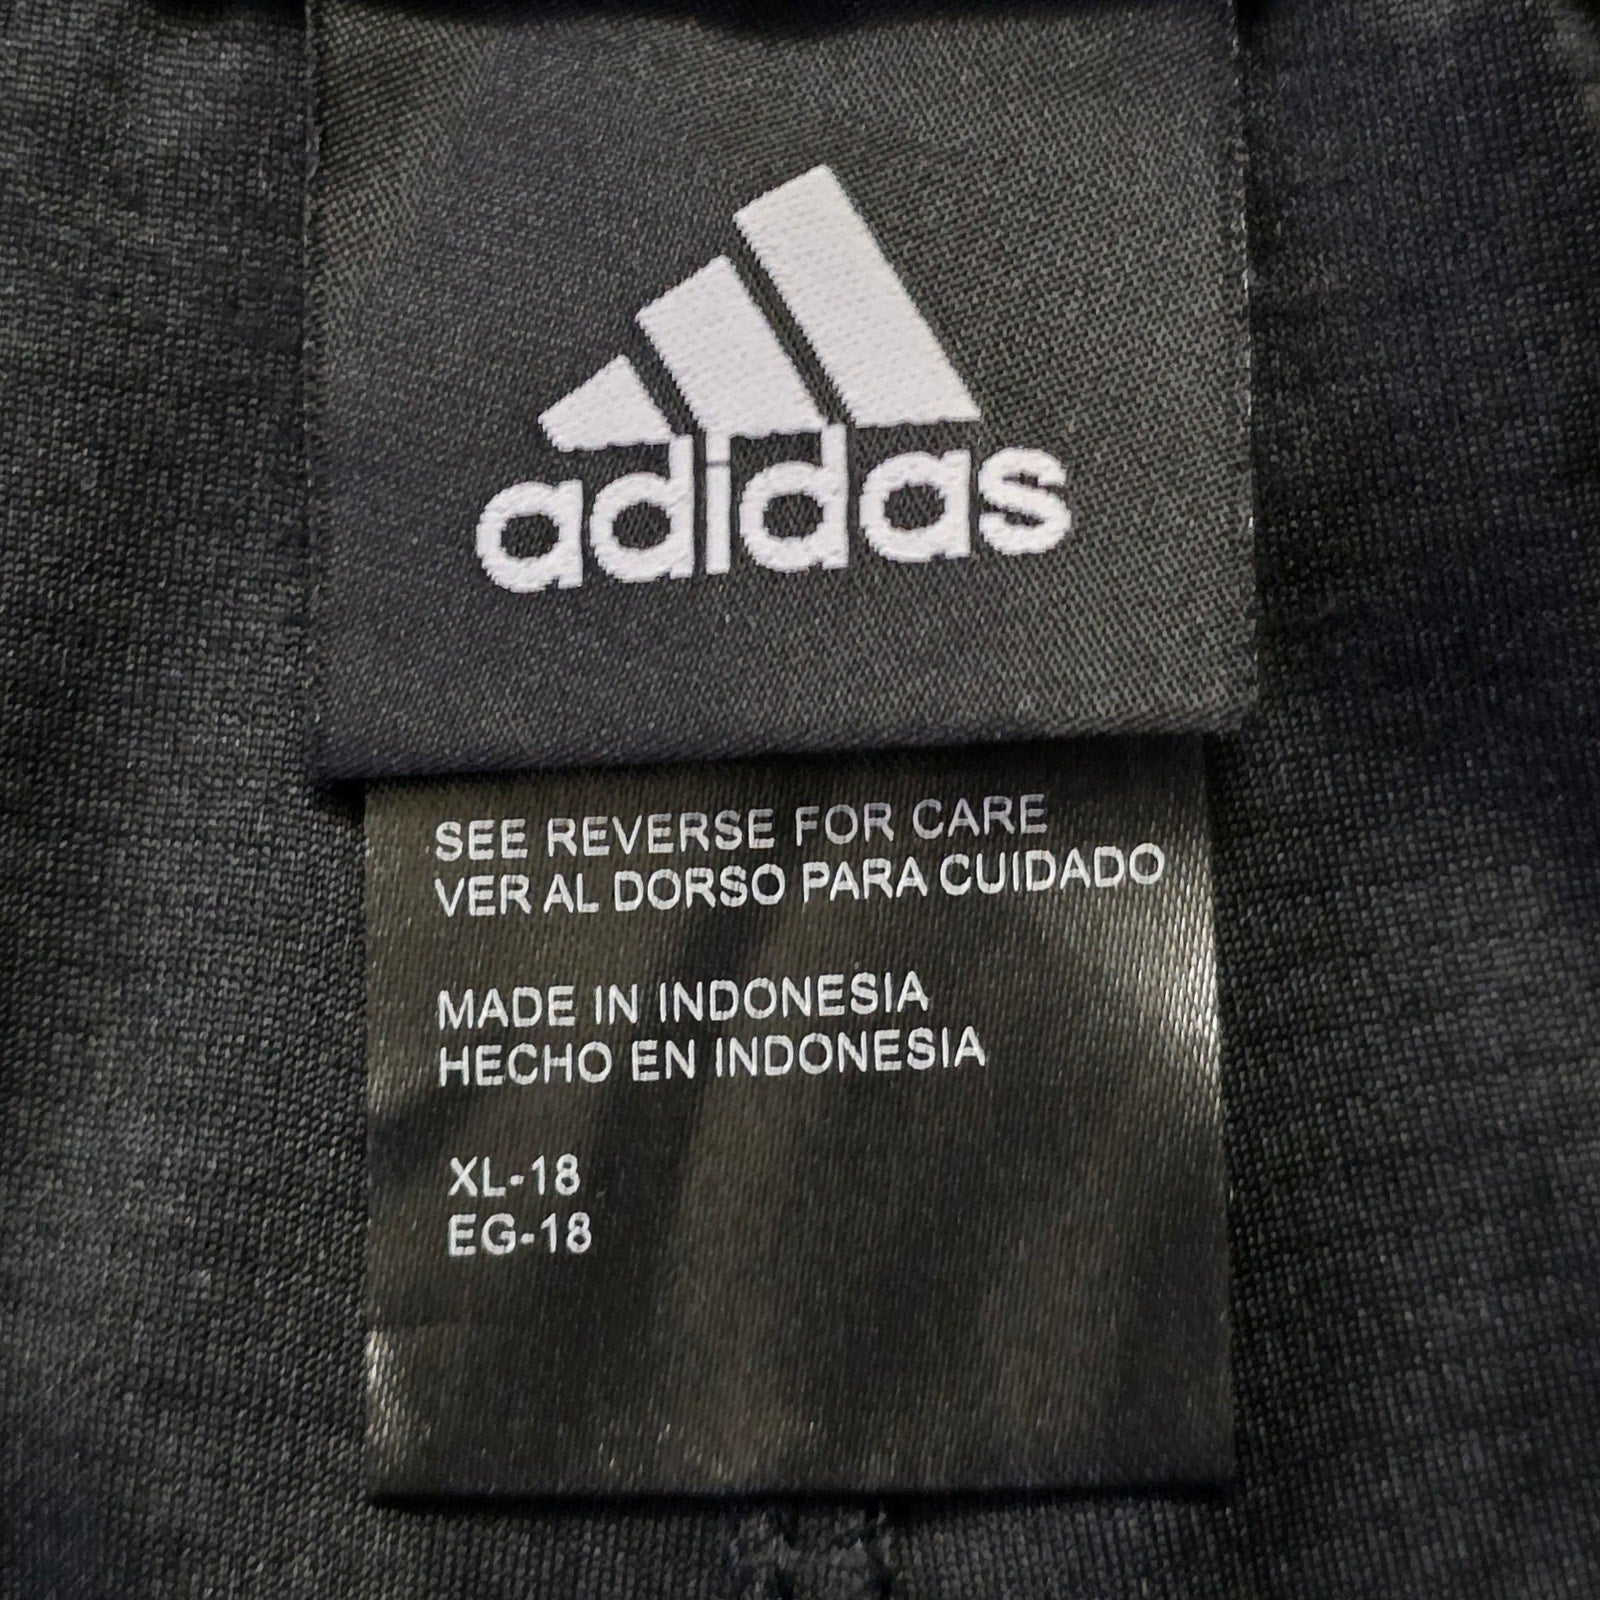 adidas
SEE REVERSE FOR CARE
VER AL DORSO PARA CUIDADO
MADE IN INDONESIA
HECHO EN INDONESIA
XL-18
EG-18